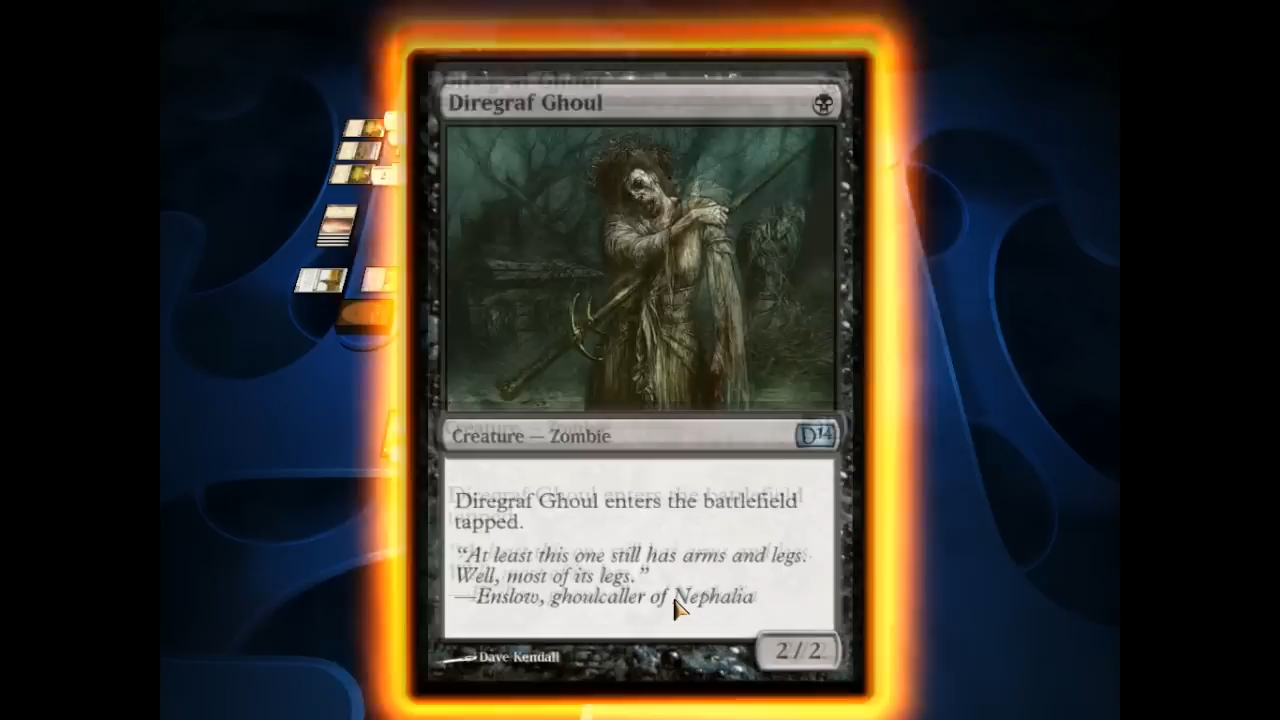 Diregraf Ghoul
Creature — Zombie
D14
Diregraf Ghoul enters the battlefield
tapped.
“At least this one still has arms and legs.
Well, most of its legs.”
—Enslow, ghoulcaller of Nephalia
2/2
Dave Kendall